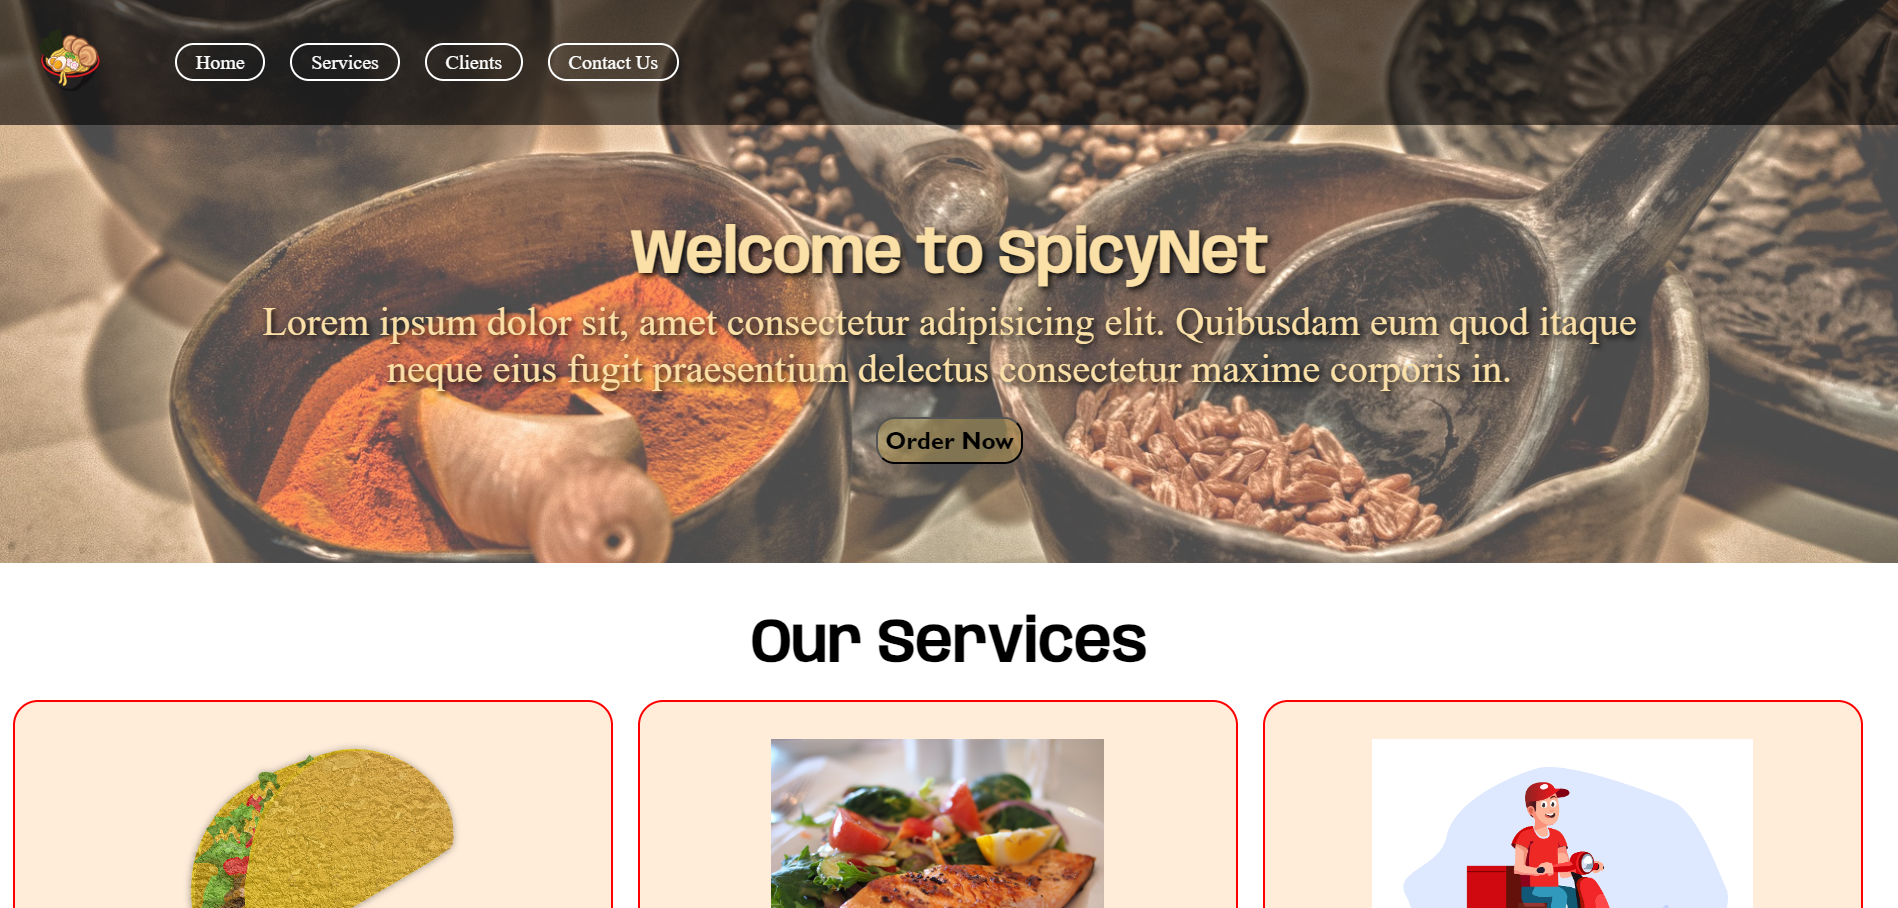 Home
Services
Clients
Contact Us
Welcome to SpicyNet
Lorem ipsum dolor sit, amet consectetur adipisicing elit. Quibusdam eum quod itaque
neque eius fugit praesentium delectus consectetur maxime corporis in.
Order Now
Our Services